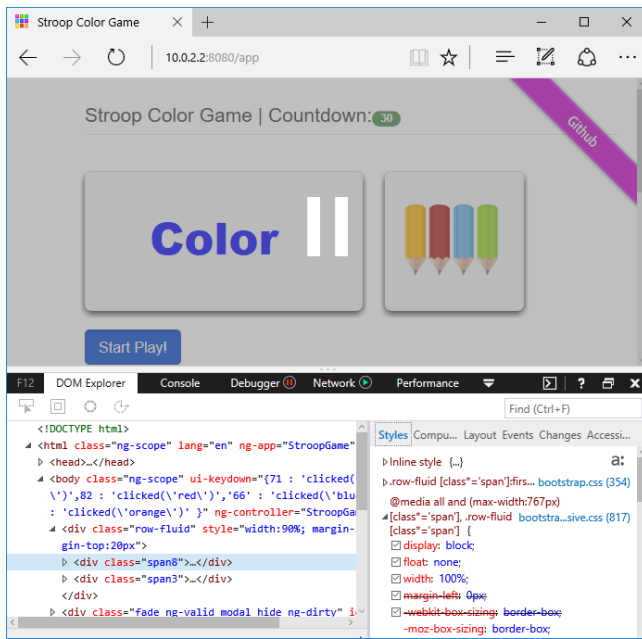 Stroop Color Game
10.0.2.2:8080/app
Stroop Color Game | Countdown: 30
Github
Color
Start Play!
F12 DOM Explorer Console Debugger Network Performance ?
Find (Ctrl+F)
<!DOCTYPE html>
<html class="ng-scope" lang="en" ng-app="StroopGame"
<head>…</head>
<body class="ng-scope" ui-keydown="{71 : 'clicked(
\')',82 : 'clicked(\'red\')','66' : 'clicked(\'blu
: 'clicked(\'orange\')' }" ng-controller="StroopGa
<div class="row-fluid" style="width:90%; margin-
gin-top:20px">
<div class="span8">…</div>
<div class="span3">…</div>
</div>
<div class="fade ng-valid modal hide ng-dirty" i
Styles Compu... Layout Events Changes Accessi...
Inline style {...}
a:
.row-fluid [class*='span']:firs... bootstrap.css (354)
@media all and (max-width:767px)
[class*='span'], .row-fluid bootstra...sive.css (817)
[class*='span'] {
display: block;
float: none;
width: 100%;
margin-left: 0px;
-webkit-box-sizing: border-box;
-moz-box-sizing: border-box;